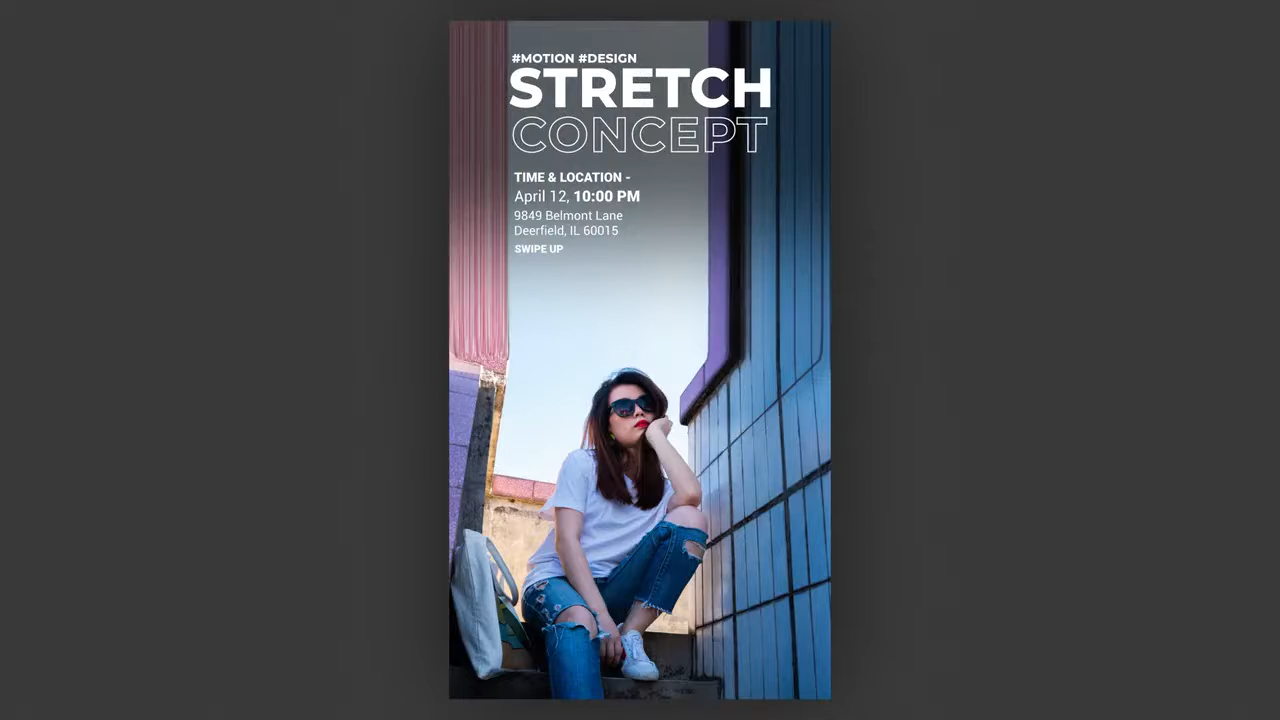 #MOTION #DESIGN
STRETCH
CONCEPT
TIME & LOCATION -
April 12, 10:00 PM
9849 Belmont Lane
Deerfield, IL 60015
SWIPE UP